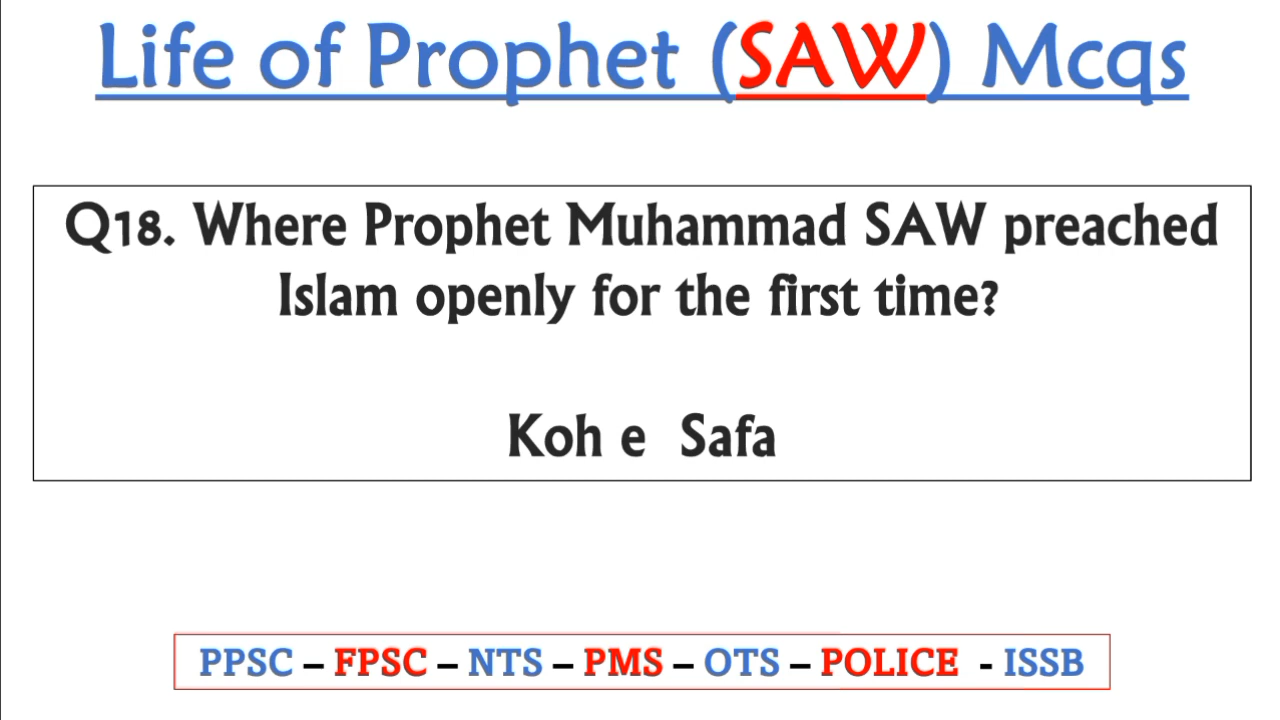 Life of Prophet (SAW) Mcqs
Q18. Where Prophet Muhammad SAW preached
Islam openly for the first time?
Koh e  Safa
PPSC – FPSC – NTS – PMS – OTS – POLICE  - ISSB